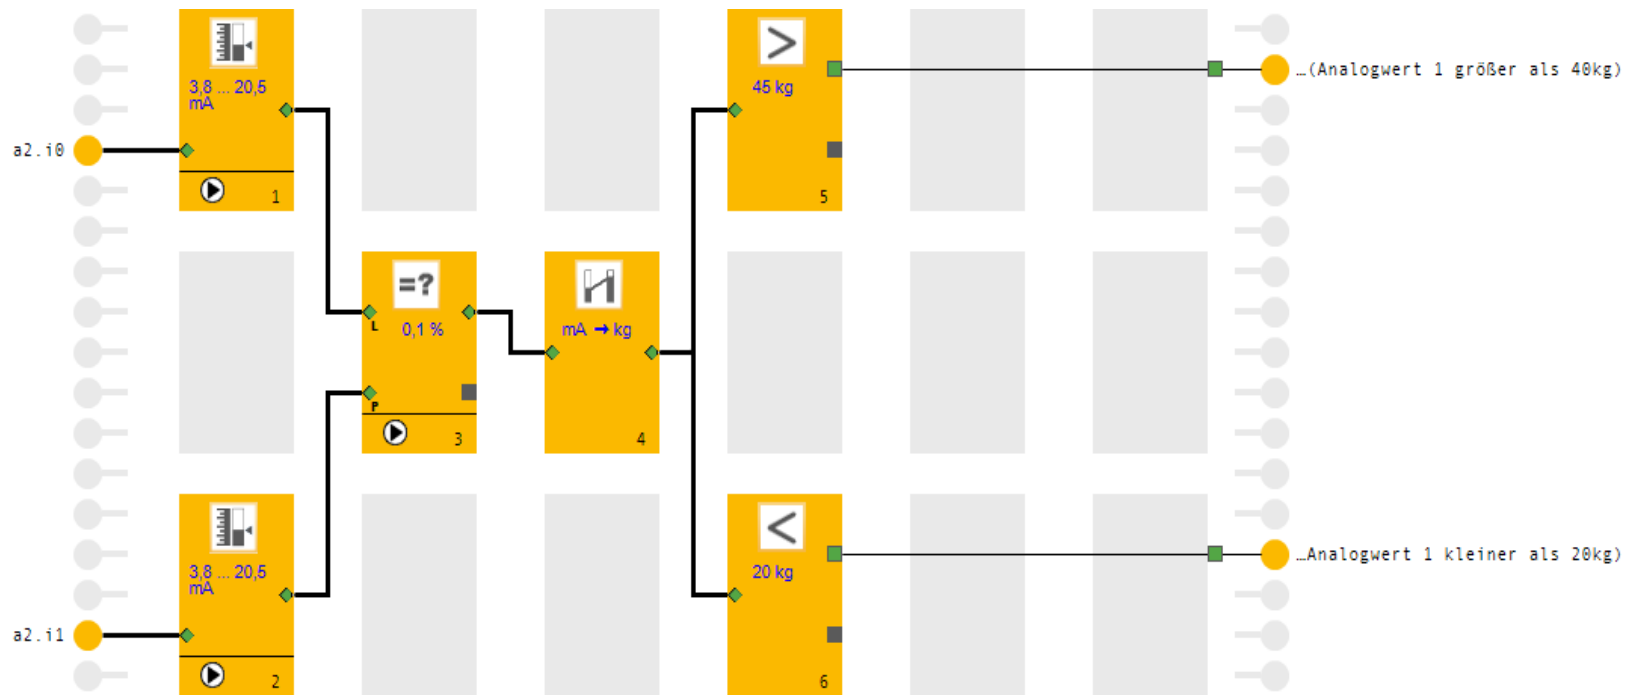 3,8 ... 20,5
mA
>
45 kg
…(Analogwert 1 größer als 40kg)
a2.i0
1
5
=?
L
0,1 %
mA → kg
P
3
4
3,8 ... 20,5
mA
<
20 kg
…Analogwert 1 kleiner als 20kg)
a2.i1
2
6